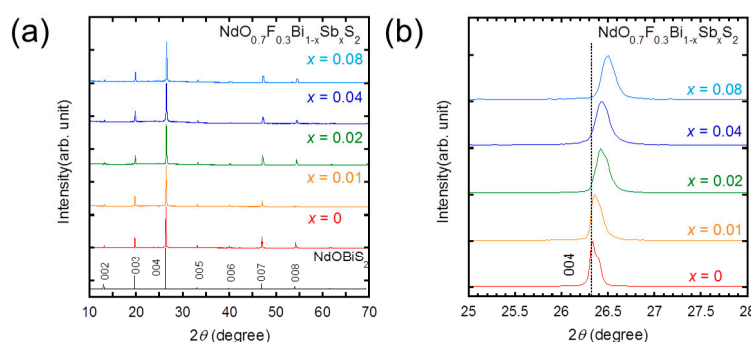 (a)
NdO0.7F0.3Bi1-xSbxS2
x = 0.08
x = 0.04
x = 0.02
x = 0.01
x = 0
NdOBiS2
002
003
004
005
006
007
008
10 20 30 40 50 60 70
2θ (degree)
Intensity(arb. unit)
(b)
NdO0.7F0.3Bi1-xSbxS2
x = 0.08
x = 0.04
x = 0.02
x = 0.01
x = 0
004
25 25.5 26 26.5 27 27.5 28
2θ (degree)
Intensity(arb. unit)